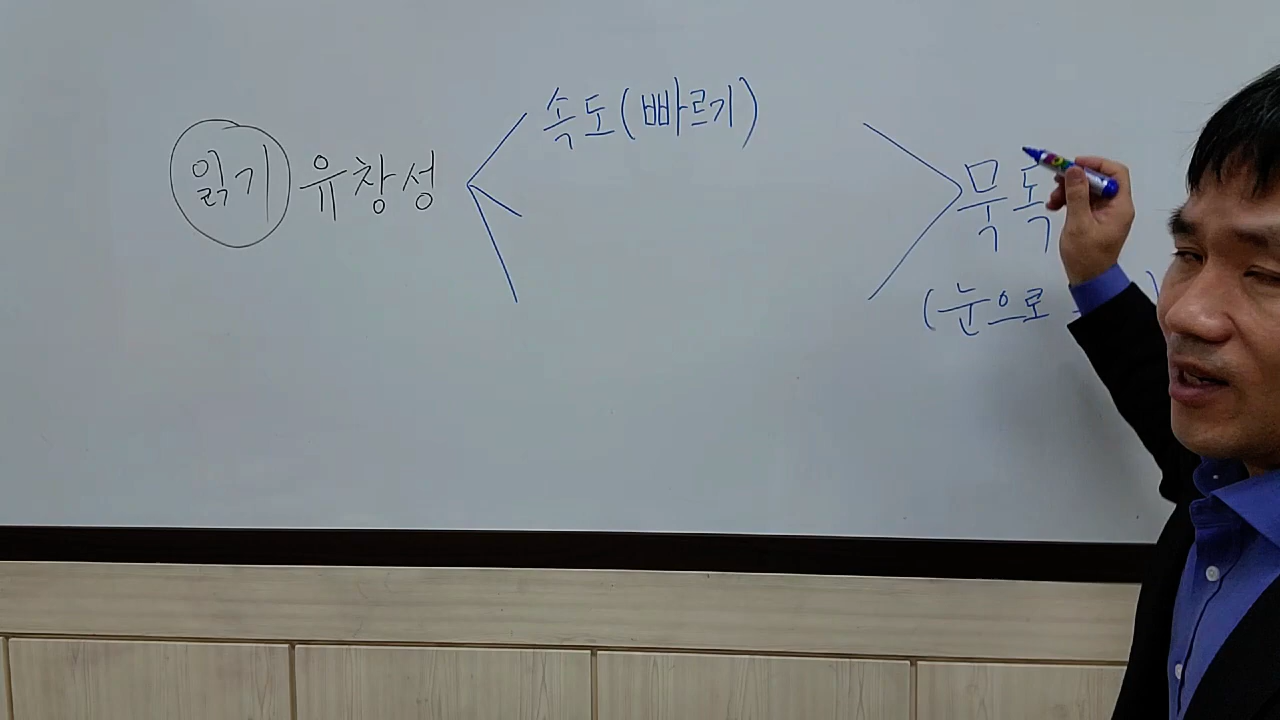 속도(빠르기)
읽기 유창성
묵독
(눈으로